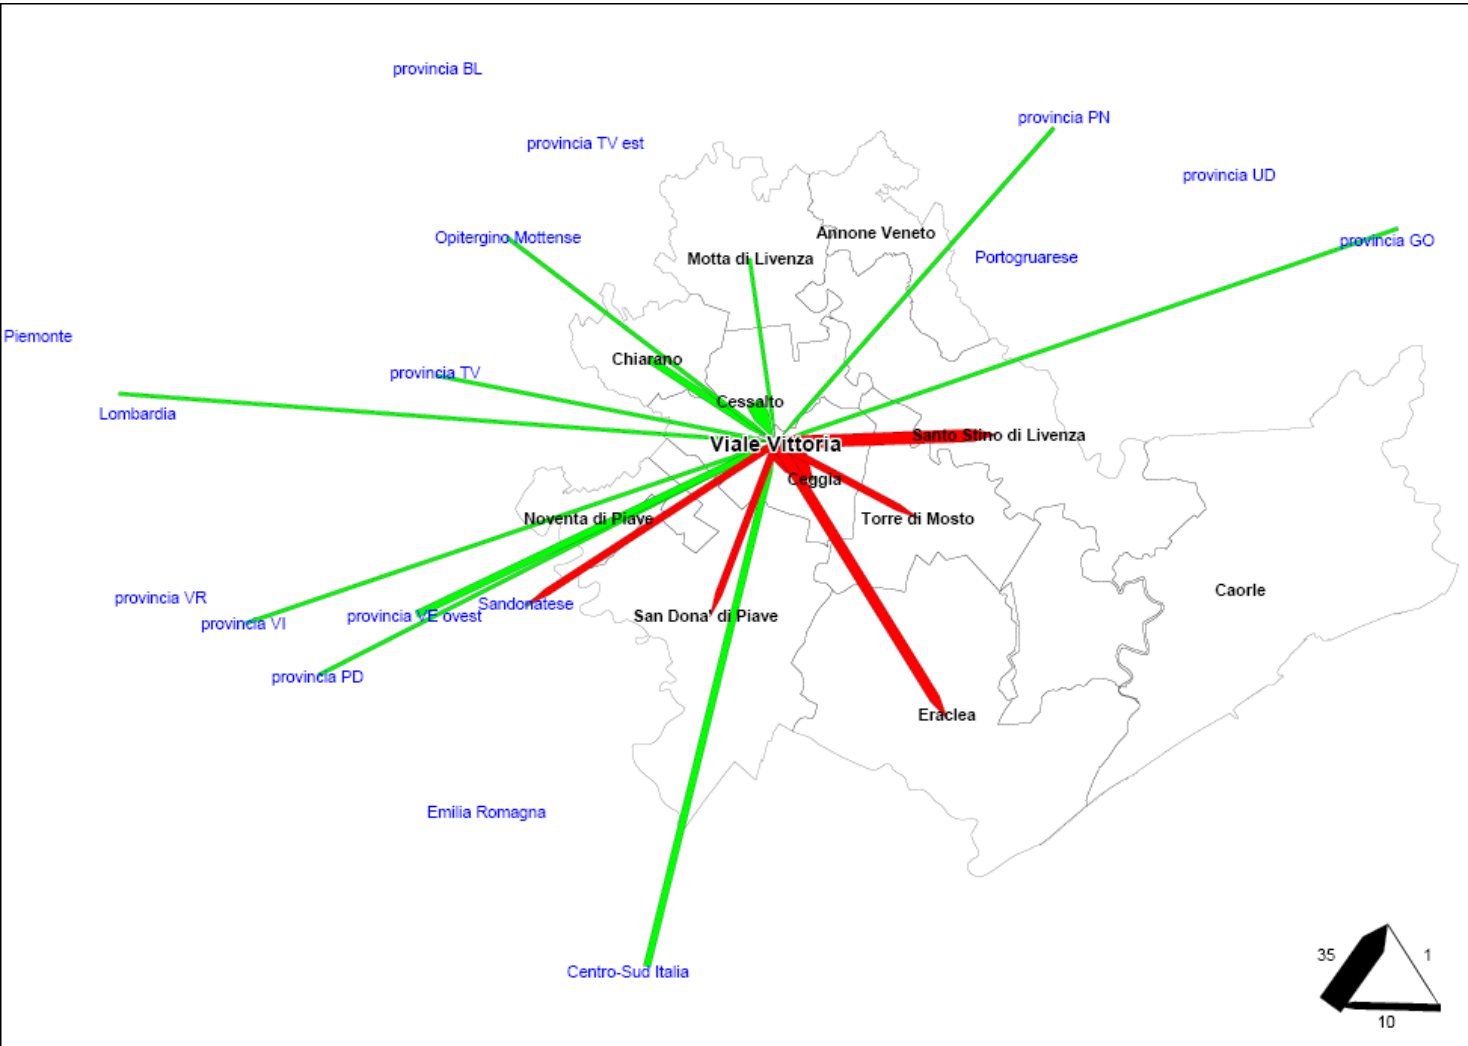 provincia BL
provincia PN
provincia TV est
provincia UD
Annone Veneto
Opitergino Mottense
provincia GO
Motta di Livenza
Portogruarese
Piemonte
Chiarano
provincia TV
Cessalto
Lombardia
Santo Stino di Livenza
Viale Vittoria
Ceggia
Noventa di Piave
Torre di Mosto
Caorle
provincia VR
Sandonatese
provincia VE ovest
San Dona' di Piave
provincia VI
provincia PD
Eraclea
Emilia Romagna
35
1
Centro-Sud Italia
10